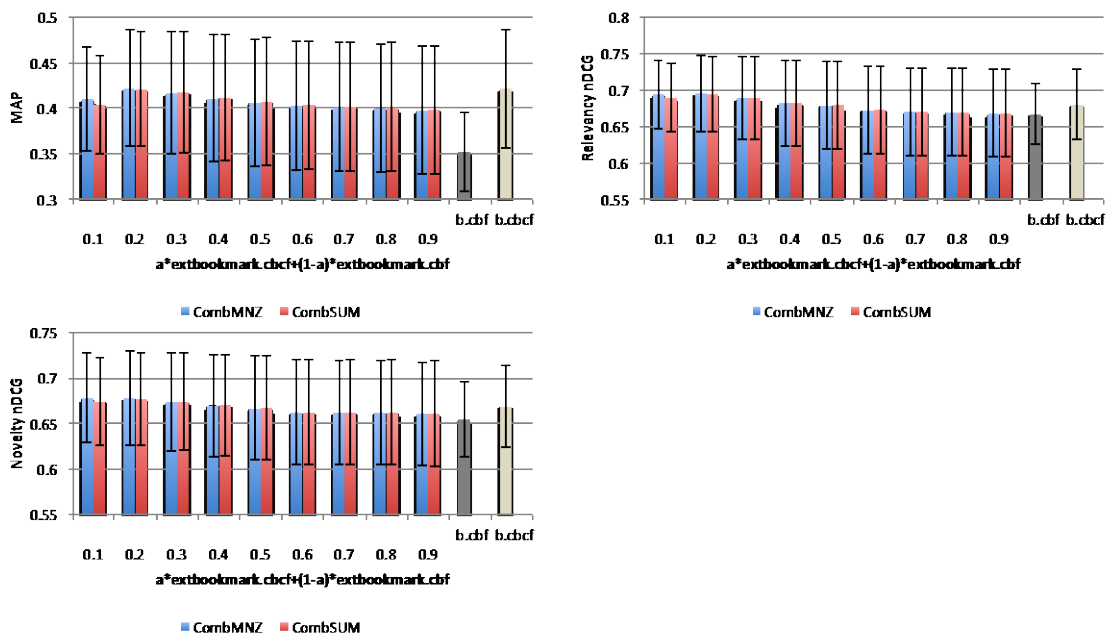 0.5
0.45
0.4
0.35
0.3
MAP
0.1 0.2 0.3 0.4 0.5 0.6 0.7 0.8 0.9 b.cbf b.cbcf
a*extbookmark.cbcf+(1-a)*extbookmark.cbf
CombMNZ CombSUM
0.8
0.75
0.7
0.65
0.6
0.55
Relevancy nDCG
0.1 0.2 0.3 0.4 0.5 0.6 0.7 0.8 0.9 b.cbf b.cbcf
a*extbookmark.cbcf+(1-a)*extbookmark.cbf
CombMNZ CombSUM
0.75
0.7
0.65
0.6
0.55
Novelty nDCG
0.1 0.2 0.3 0.4 0.5 0.6 0.7 0.8 0.9 b.cbf b.cbcf
a*extbookmark.cbcf+(1-a)*extbookmark.cbf
CombMNZ CombSUM